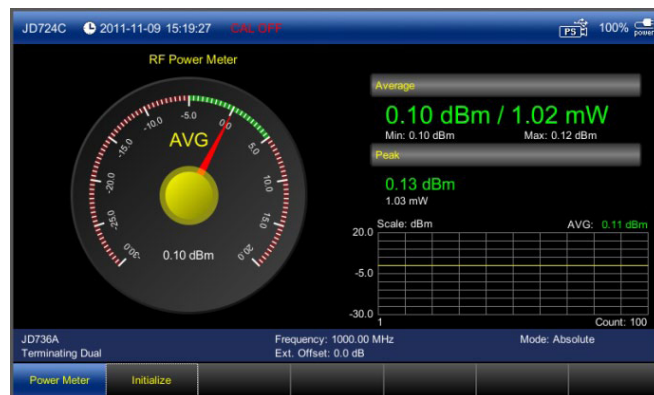 JD724C 2011-11-09 15:19:27 CAL OFF PS 100% power
RF Power Meter
-30.0
-25.0
-20.0
-15.0
-10.0
-5.0
0.0
5.0
10.0
15.0
20.0
AVG
0.10 dBm
Average
0.10 dBm / 1.02 mW
Min: 0.10 dBm Max: 0.12 dBm
Peak
0.13 dBm
1.03 mW
Scale: dBm AVG: 0.11 dBm
20.0
-5.0
-30.0
1 Count: 100
JD736A Frequency: 1000.00 MHz Mode: Absolute
Terminating Dual Ext. Offset: 0.0 dB
Power Meter Initialize